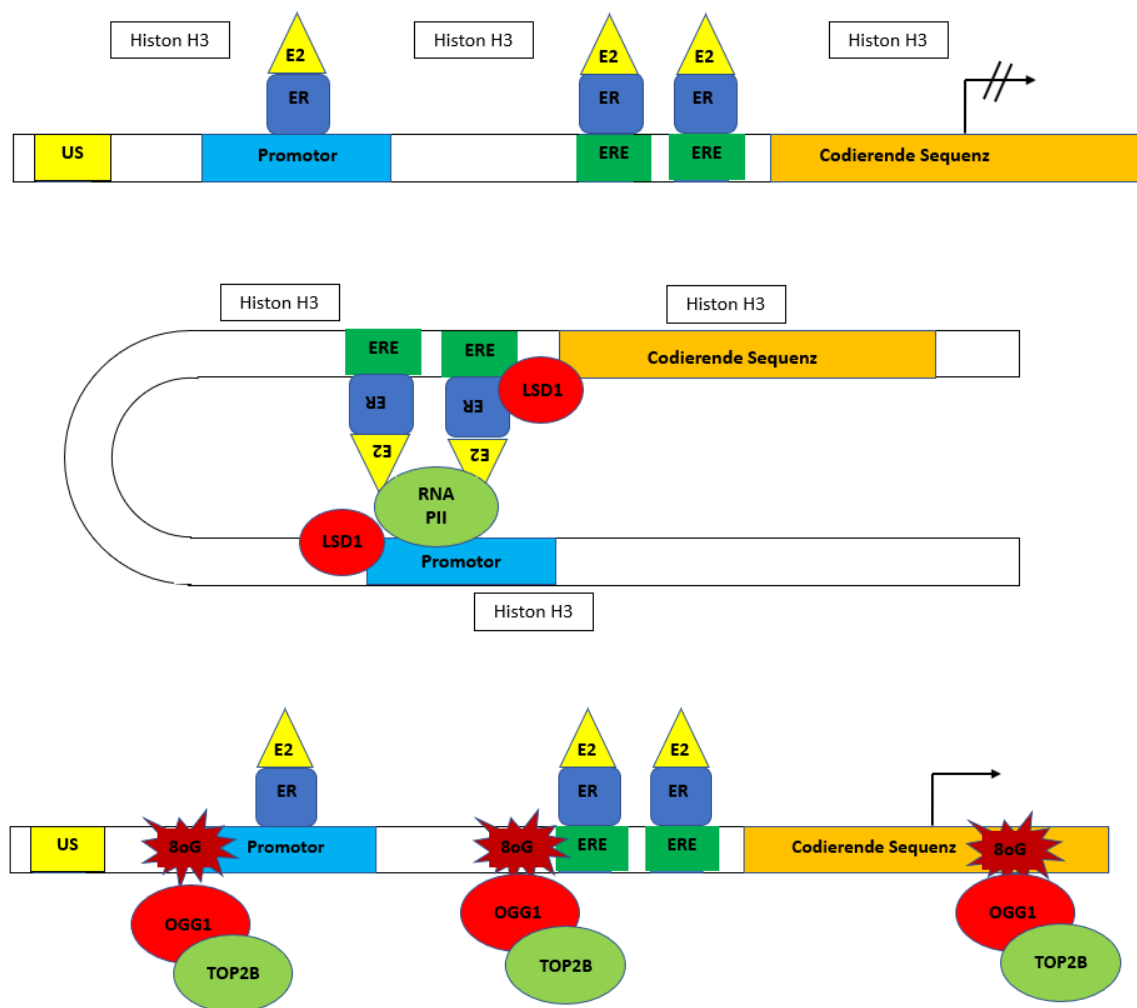 Histon H3
E2
Histon H3
E2
E2
Histon H3
ER
ER
ER
US
Promotor
ERE
ERE
Codierende Sequenz
Histon H3
Histon H3
ERE
ERE
Codierende Sequenz
ER
ER
LSD1
E2
E2
RNA
PII
LSD1
Promotor
Histon H3
E2
E2
E2
ER
ER
ER
US
8oG
Promotor
8oG
ERE
ERE
Codierende Sequenz
8oG
OGG1
OGG1
OGG1
TOP2B
TOP2B
TOP2B